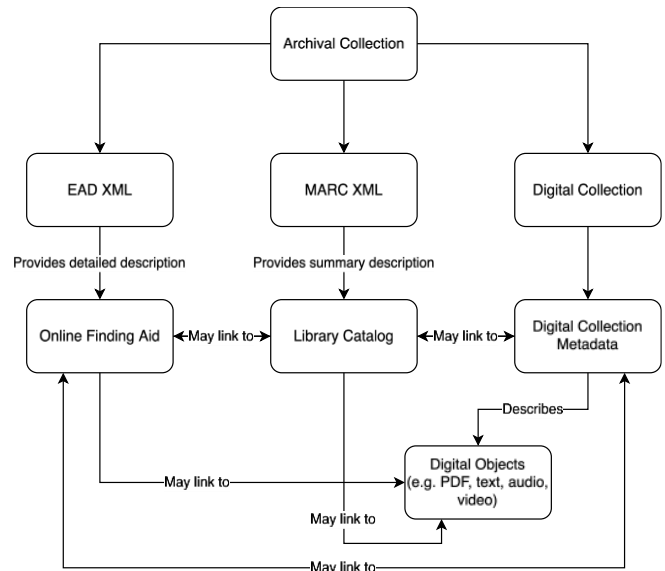 Archival Collection
EAD XML
MARC XML
Digital Collection
Provides detailed description
Provides summary description
Online Finding Aid
May link to
Library Catalog
May link to
Digital Collection
Metadata
Describes
Digital Objects
(e.g. PDF, text, audio,
video)
May link to
May link to
May link to